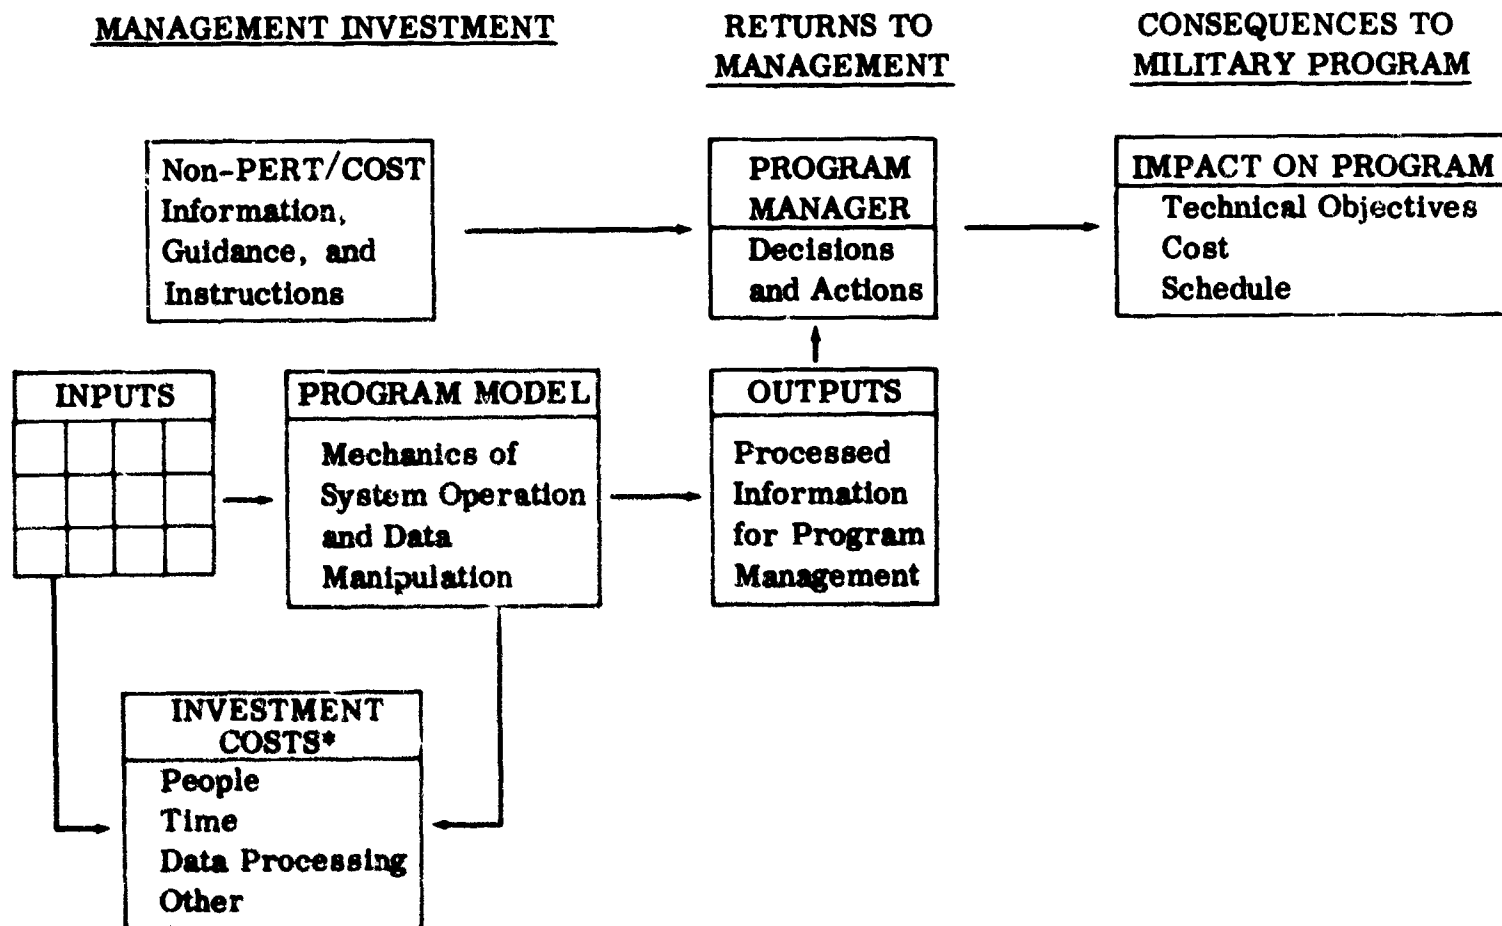 MANAGEMENT INVESTMENT
RETURNS TO
MANAGEMENT
CONSEQUENCES TO
MILITARY PROGRAM
Non-PERT/COST
Information,
Guidance, and
Instructions
PROGRAM
MANAGER
Decisions
and Actions
IMPACT ON PROGRAM
Technical Objectives
Cost
Schedule
INPUTS
PROGRAM MODEL
Mechanics of
System Operation
and Data
Manipulation
OUTPUTS
Processed
Information
for Program
Management
INVESTMENT
COSTS*
People
Time
Data Processing
Other